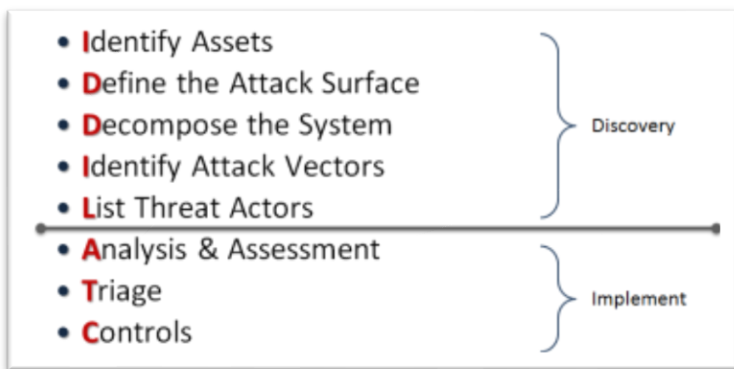 • Identify Assets
• Define the Attack Surface
• Decompose the System
• Identify Attack Vectors
• List Threat Actors
Discovery
• Analysis & Assessment
• Triage
• Controls
Implement